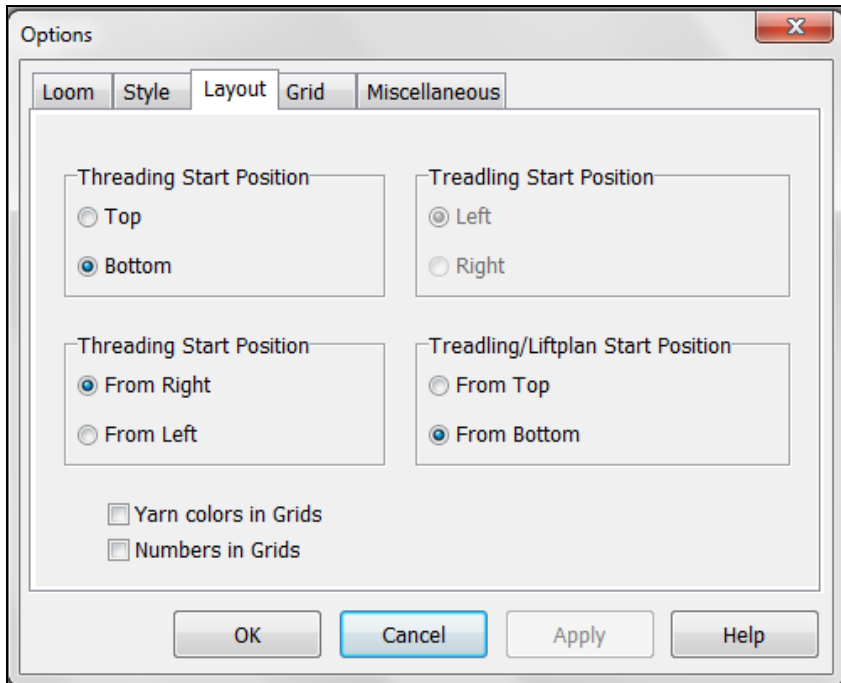 Options
Loom Style Layout Grid Miscellaneous
Threading Start Position
Top
Bottom
Treadling Start Position
Left
Right
Threading Start Position
From Right
From Left
Treadling/Liftplan Start Position
From Top
From Bottom
Yarn colors in Grids
Numbers in Grids
OK Cancel Apply Help